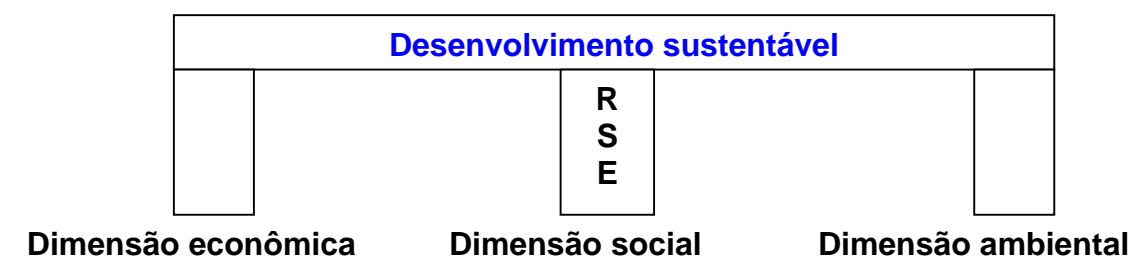 Desenvolvimento sustentável
R
S
E
Dimensão econômica
Dimensão social
Dimensão ambiental